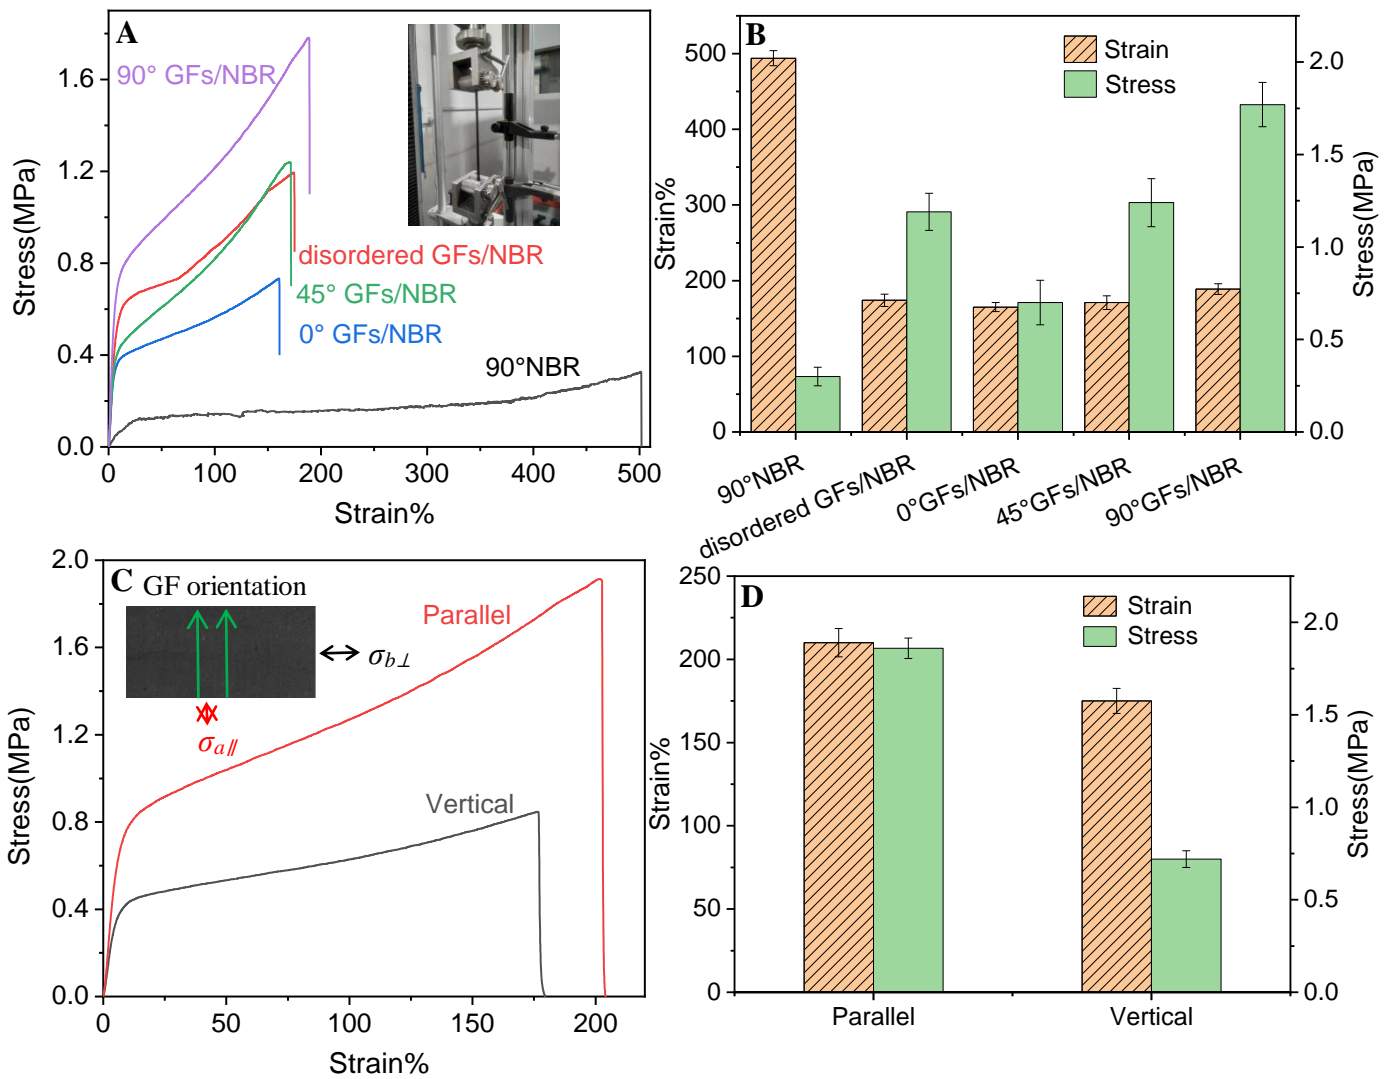 A
90° GFs/NBR
disordered GFs/NBR
45° GFs/NBR
0° GFs/NBR
90°NBR
Stress(MPa)
1.6
1.2
0.8
0.4
0.0
0 100 200 300 400 500
Strain%
B
Strain
Stress
Strain%
500
400
300
200
100
0
Stress(MPa)
2.0
1.5
1.0
0.5
0.0
90°NBR
disordered GFs/NBR
0°GFs/NBR
45°GFs/NBR
90°GFs/NBR
C
GF orientation
σb⊥
σa∥
Parallel
Vertical
Stress(MPa)
2.0
1.6
1.2
0.8
0.4
0.0
0 50 100 150 200
Strain%
D
Strain
Stress
Strain%
250
200
150
100
50
0
Stress(MPa)
2.0
1.5
1.0
0.5
0.0
Parallel Vertical